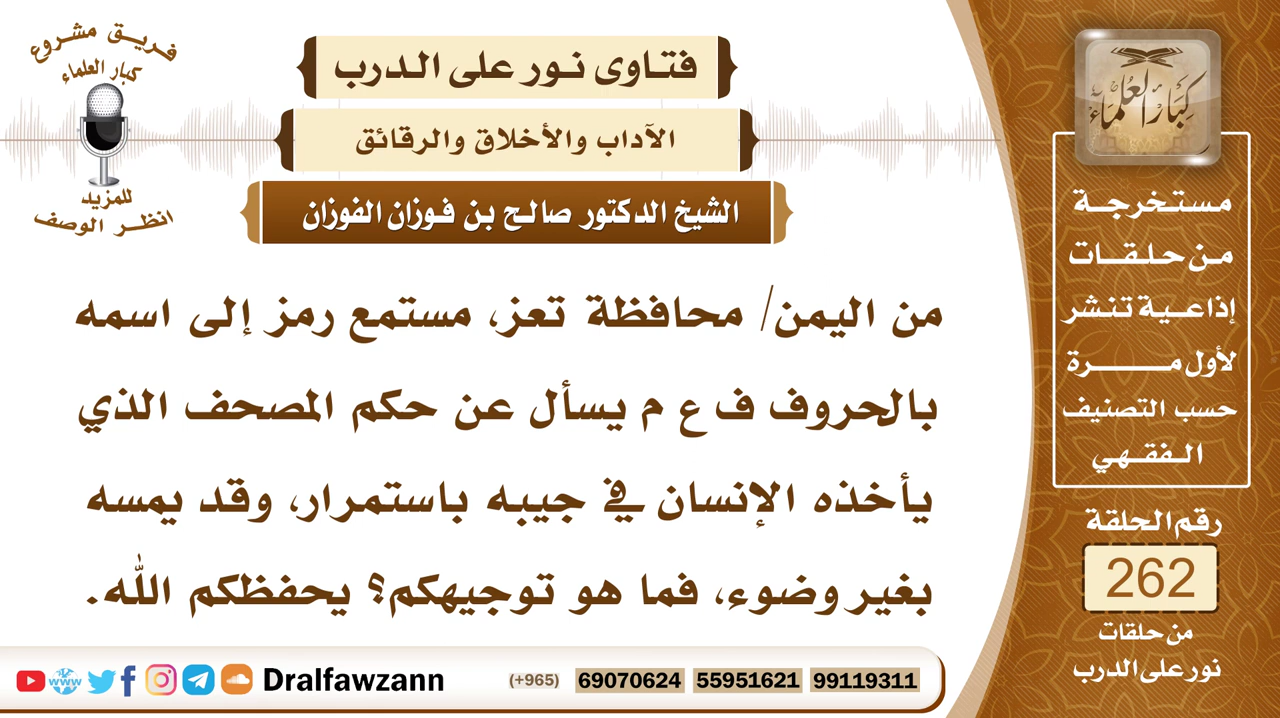 فريق مشروع
كبار العلماء
للمزيد
انظر الوصف
فتاوى نور على الدرب
الآداب والأخلاق والرقائق
الشيخ الدكتور صالح بن فوزان الفوزان
من اليمن/ محافظة تعز، مستمع رمز إلى اسمه
بالحروف ف ع م يسأل عن حكم المصحف الذي
يأخذه الإنسان في جيبه باستمرار، وقد يمسه
بغير وضوء، فما هو توجيهكم؟ يحفظكم الله.
كبار العلماء
مستخرجة
من حلقات
إذاعية تنشر
لأول مرة
حسب التصنيف
الفقهي
رقم الحلقة
262
من حلقات
نور على الدرب
www
Dralfawzann (+965) 69070624 55951621 99119311